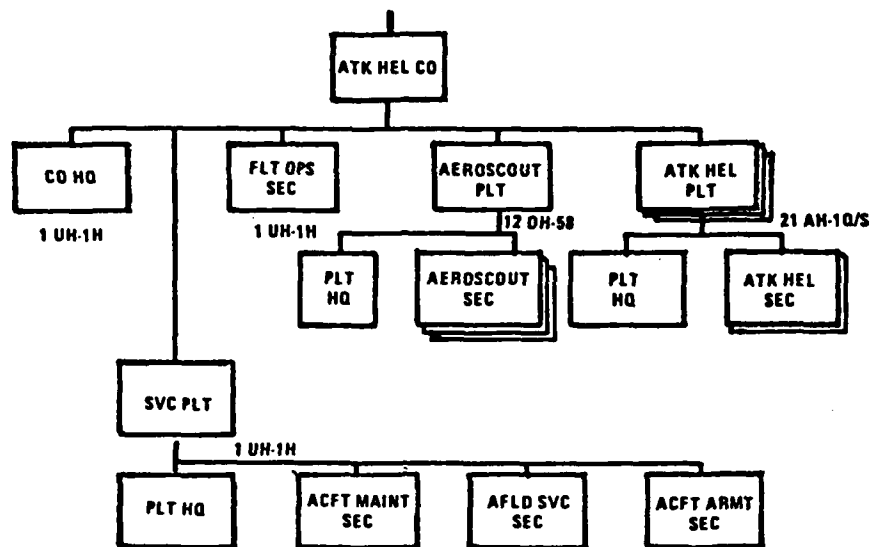 ATK HEL CO
CO HQ
1 UH-1H
FLT OPS
SEC
1 UH-1H
AEROSCOUT
PLT
12 OH-58
ATK HEL
PLT
21 AH-1Q/S
PLT
HQ
AEROSCOUT
SEC
PLT
HQ
ATK HEL
SEC
SVC PLT
1 UH-1H
PLT HQ
ACFT MAINT
SEC
AFLD SVC
SEC
ACFT ARMT
SEC